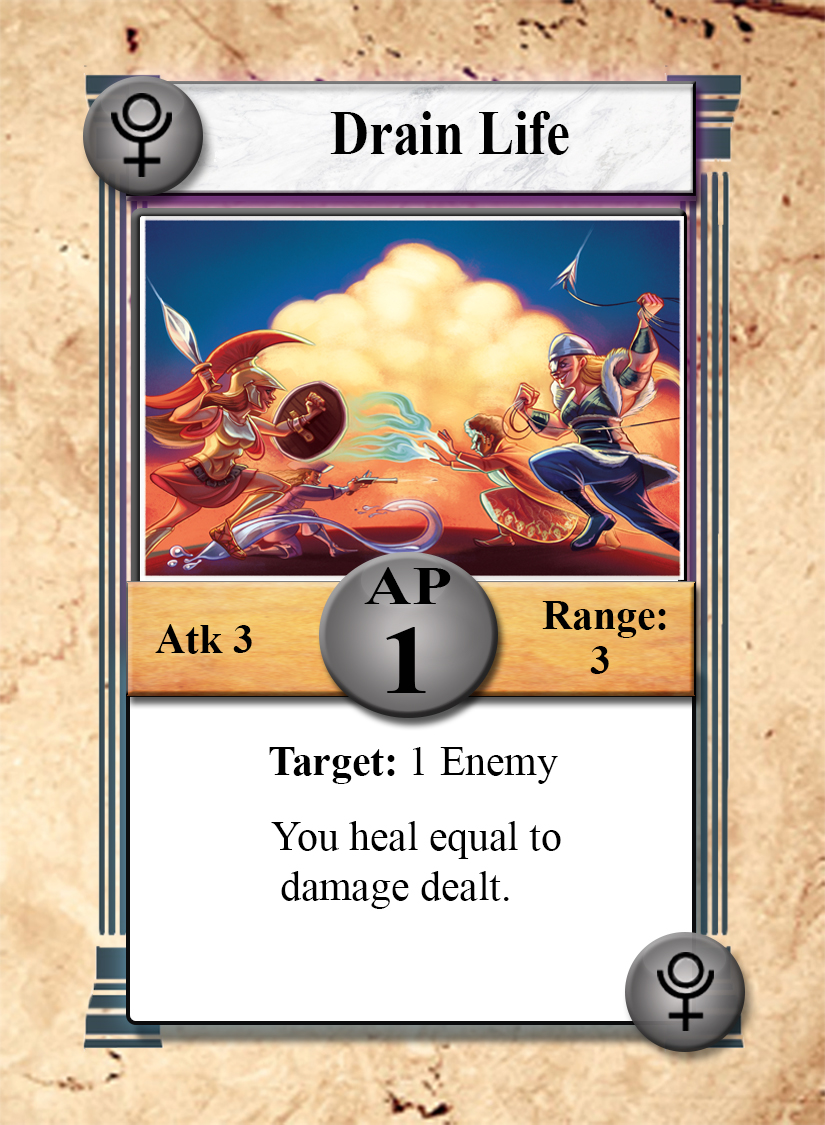 Drain Life
AP
1
Atk 3
Range:
3
Target: 1 Enemy
You heal equal to
damage dealt.